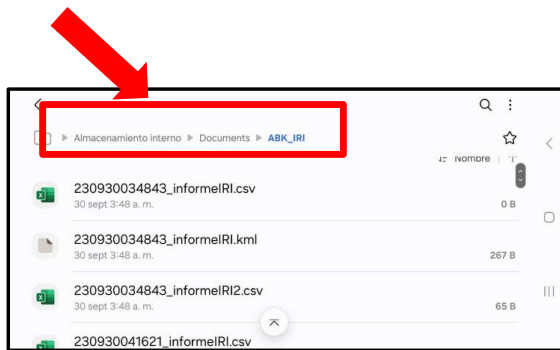 Almacenamiento interno Documents ABK_IRI
Nombre
230930034843_informeIRI.csv
30 sept 3:48 a. m.
0 B
230930034843_informeIRI.kml
30 sept 3:48 a. m.
267 B
230930034843_informeIRI2.csv
30 sept 3:48 a. m.
65 B
230930041621_informeIRI.csv